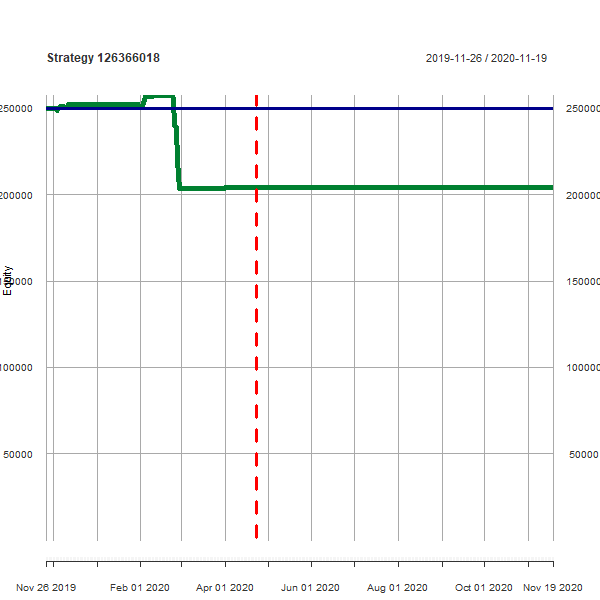 Strategy 126366018
2019-11-26 / 2020-11-19
250000
250000
200000
200000
150000
150000
Equity
100000
100000
50000
50000
Nov 26 2019
Feb 01 2020
Apr 01 2020
Jun 01 2020
Aug 01 2020
Oct 01 2020
Nov 19 2020